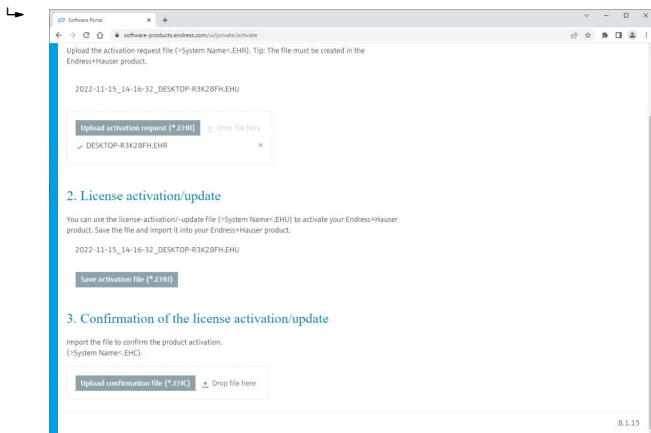 Software Portal
software-products.endress.com/ui/private/activate
Upload the activation request file (>System Name<.EHR). Tip: The file must be created in the
Endress+Hauser product.
2022-11-15_14-16-32_DESKTOP-R3K28FH.EHU
Upload activation request (*.EHR) Drop file here
DESKTOP-R3K28FH.EHR
2. License activation/update
You can use the license-activation/-update file (>System Name<.EHU) to activate your Endress+Hauser
product. Save the file and import it into your Endress+Hauser product.
2022-11-15_14-16-32_DESKTOP-R3K28FH.EHU
Save activation file (*.EHU)
3. Confirmation of the license activation/update
Import the file to confirm the product activation.
(>System Name<.EHC).
Upload confirmation file (*.EHC) Drop file here
8.1.15